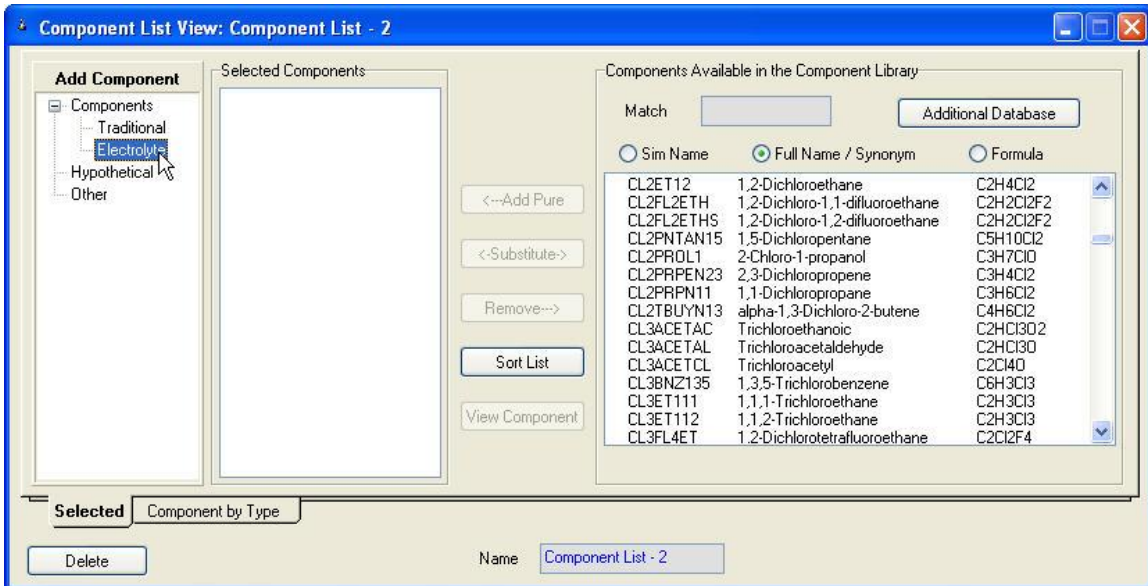 Component List View: Component List - 2
Add Component
Components
Traditional
Electrolyte
Hypothetical
Other
Selected Components
<---Add Pure
<-Substitute->
Remove--->
Sort List
View Component
Components Available in the Component Library
Match
Additional Database
Sim Name Full Name / Synonym Formula
CL2ET12 1,2-Dichloroethane C2H4Cl2
CL2FL2ETH 1,2-Dichloro-1,1-difluoroethane C2H2Cl2F2
CL2FL2ETHS 1,2-Dichloro-1,2-difluoroethane C2H2Cl2F2
CL2PNTAN15 1,5-Dichloropentane C5H10Cl2
CL2PROL1 2-Chloro-1-propanol C3H7ClO
CL2PRPEN23 2,3-Dichloropropene C3H4Cl2
CL2PRPN11 1,1-Dichloropropane C3H6Cl2
CL2TBUYN13 alpha-1,3-Dichloro-2-butene C4H6Cl2
CL3ACETAC Trichloroethanoic C2HCl3O2
CL3ACETAL Trichloroacetaldehyde C2HCl3O
CL3ACETCL Trichloroacetyl C2Cl4O
CL3BNZ135 1,3,5-Trichlorobenzene C6H3Cl3
CL3ET111 1,1,1-Trichloroethane C2H3Cl3
CL3ET112 1,1,2-Trichloroethane C2H3Cl3
CL3FL4ET 1,2-Dichlorotetrafluoroethane C2Cl2F4
Selected Component by Type
Delete
Name Component List - 2